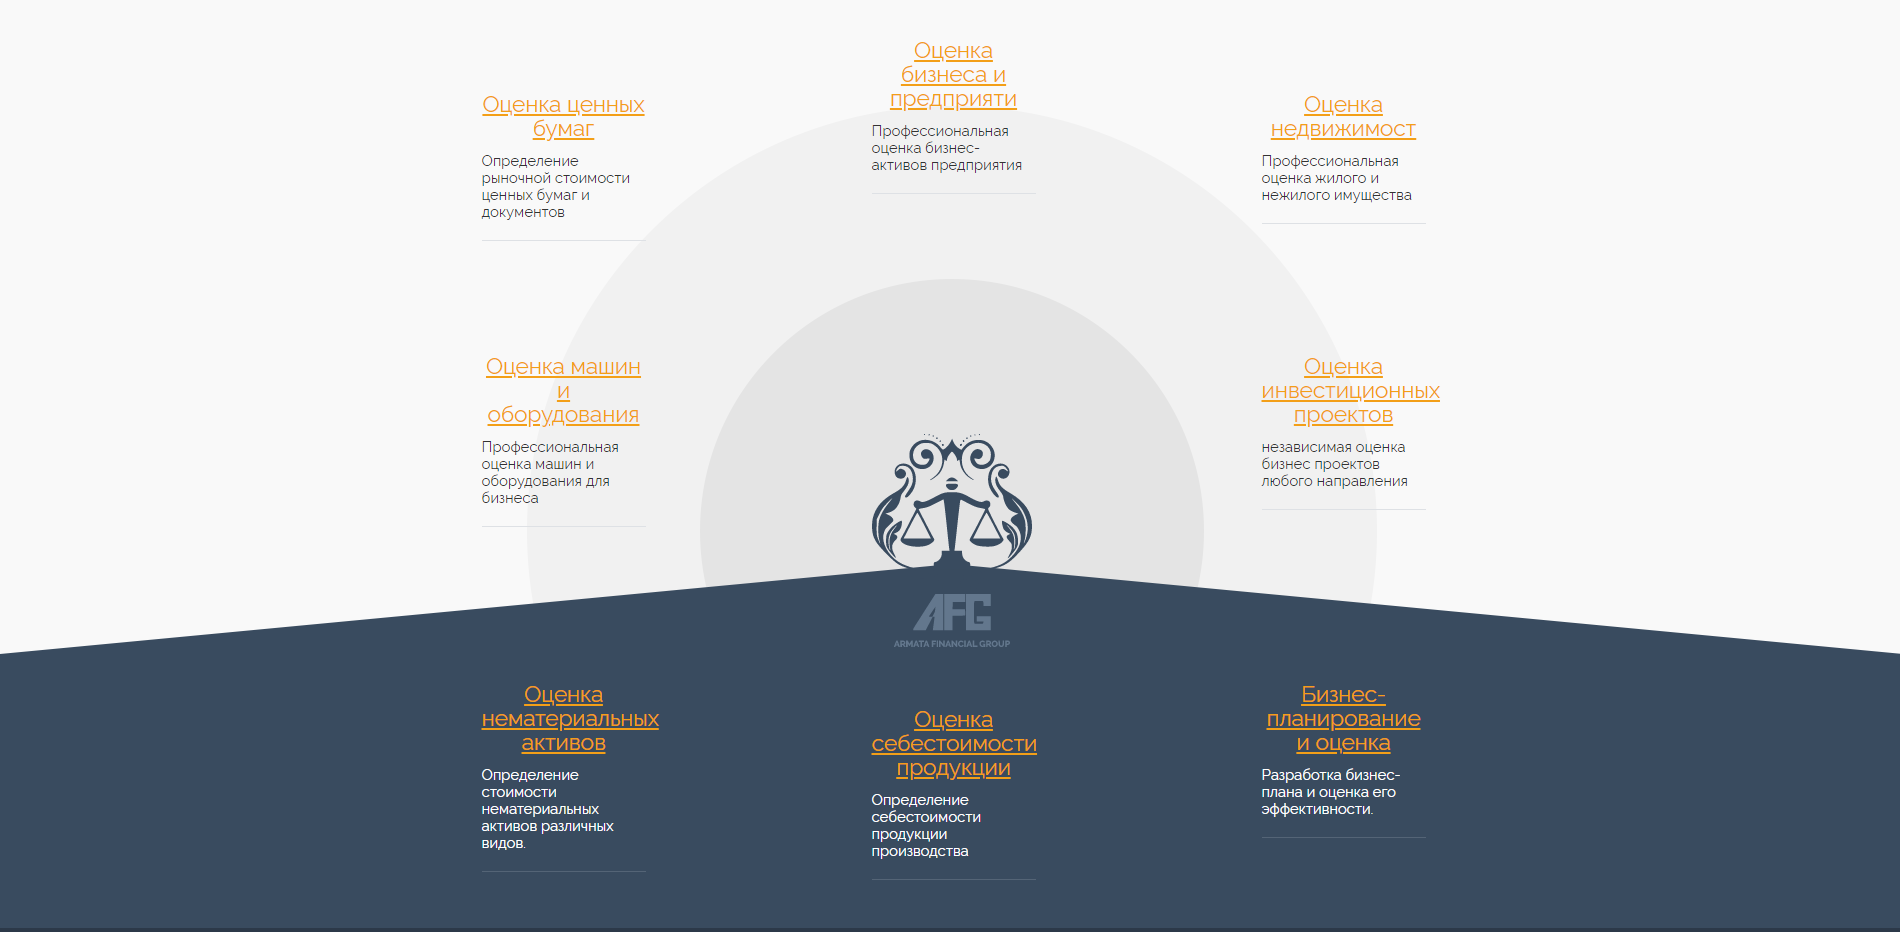 Оценка ценных
бумаг
Определение
рыночной стоимости
ценных бумаг и
документов
Оценка
бизнеса и
предприяти
Профессиональная
оценка бизнес-
активов предприятия
Оценка
недвижимост
Профессиональная
оценка жилого и
нежилого имущества
Оценка машин
и
оборудования
Профессиональная
оценка машин и
оборудования для
бизнеса
Оценка
инвестиционных
проектов
независимая оценка
бизнес проектов
любого направления
AFG
ARMATA FINANCIAL GROUP
Оценка
нематериальных
активов
Определение
стоимости
нематериальных
активов различных
видов.
Оценка
себестоимости
продукции
Определение
себестоимости
продукции
производства
Бизнес-
планирование
и оценка
Разработка бизнес-
плана и оценка его
эффективности.